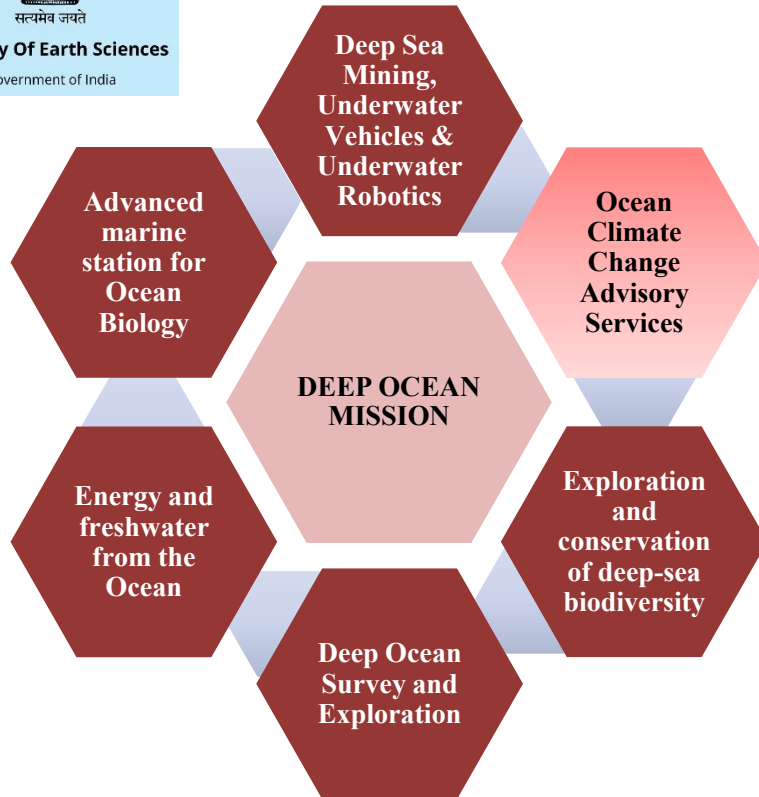 सत्यमेव जयते
y Of Earth Sciences
overnment of India
Deep Sea
Mining,
Underwater
Vehicles &
Underwater
Robotics
Ocean
Climate
Change
Advisory
Services
Exploration
and
conservation
of deep-sea
biodiversity
Deep Ocean
Survey and
Exploration
Energy and
freshwater
from the
Ocean
Advanced
marine
station for
Ocean
Biology
DEEP OCEAN
MISSION